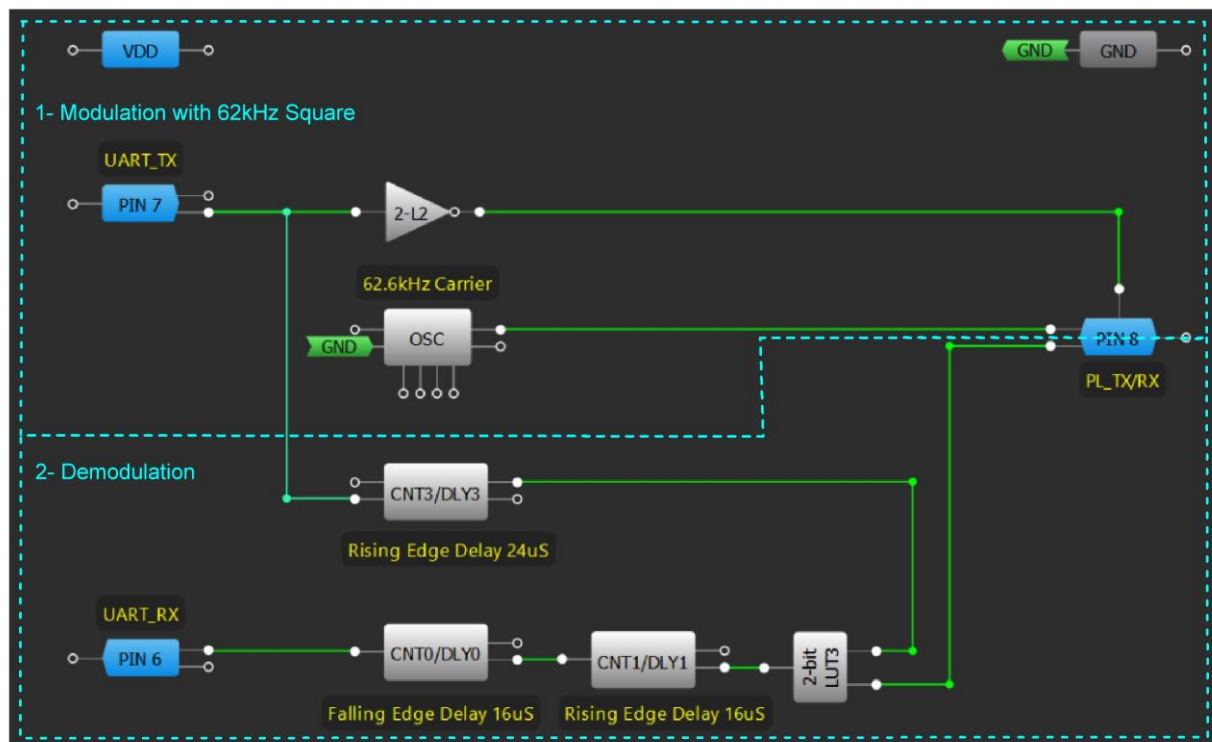 VDD
GND
GND
1- Modulation with 62kHz Square
UART_TX
PIN 7
2-L2
62.6kHz Carrier
GND
OSC
PIN 8
PL_TX/RX
2- Demodulation
CNT3/DLY3
Rising Edge Delay 24uS
UART_RX
PIN 6
CNT0/DLY0
CNT1/DLY1
2-bit
LUT3
Falling Edge Delay 16uS
Rising Edge Delay 16uS